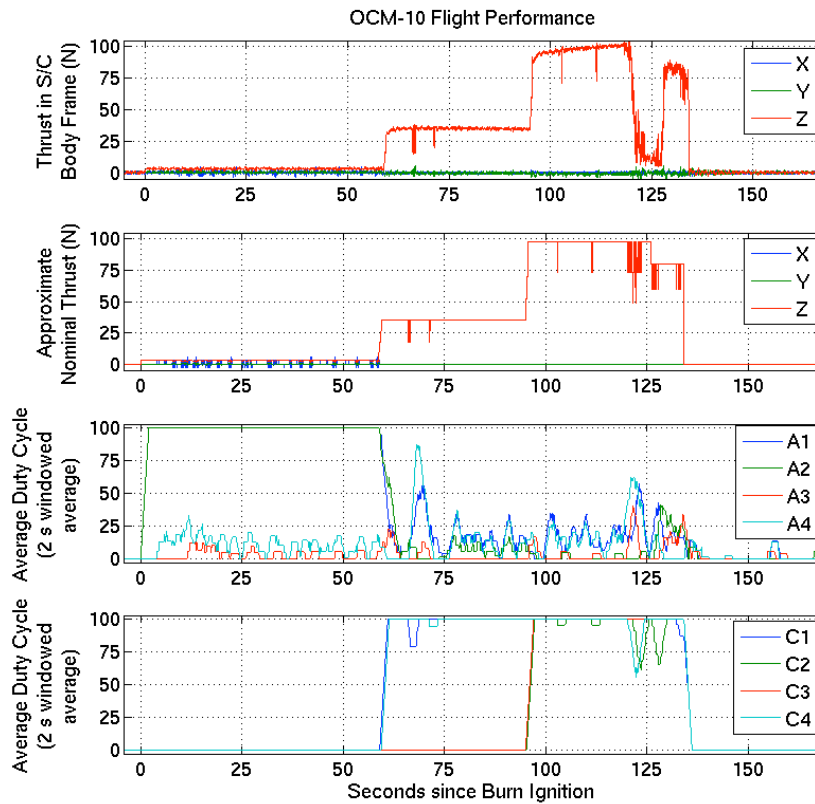 OCM-10 Flight Performance
Thrust in S/C
Body Frame (N)
100
75
50
25
0
0
25
50
75
100
125
150
X
Y
Z
Approximate
Nominal Thrust (N)
100
75
50
25
0
0
25
50
75
100
125
150
X
Y
Z
Average Duty Cycle
(2 s windowed
average)
100
75
50
25
0
0
25
50
75
100
125
150
A1
A2
A3
A4
Average Duty Cycle
(2 s windowed
average)
100
75
50
25
0
0
25
50
75
100
125
150
C1
C2
C3
C4
Seconds since Burn Ignition